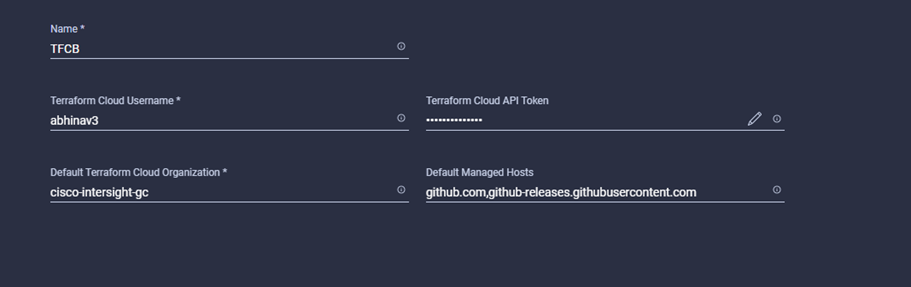 Name *
TFCB
Terraform Cloud Username *
Terraform Cloud API Token
abhinav3
••••••••••••••
Default Terraform Cloud Organization *
Default Managed Hosts
cisco-intersight-gc
github.com,github-releases.githubusercontent.com